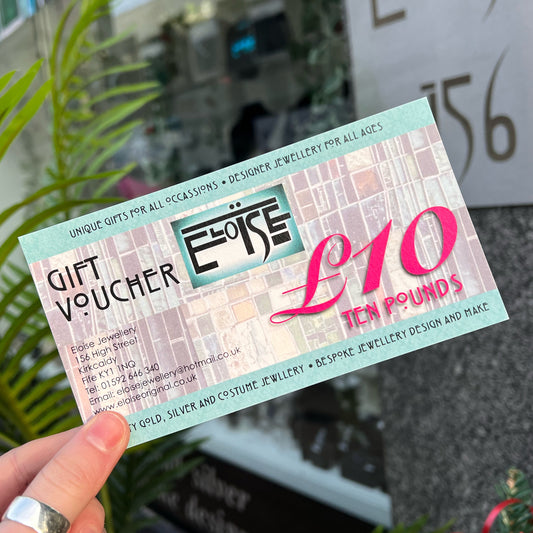 156
UNIQUE GIFTS FOR ALL OCCASIONS • DESIGNER JEWELLERY FOR ALL AGES
ELOÏSE
GIFT
VOUCHER
£10
TEN POUNDS
Eloise Jewellery
156 High Street
Kirkcaldy
Fife KY1 1NQ
Tel: 01592 646 340
Email: eloisejewellery@hotmail.co.uk
www.eloiseoriginal.co.uk
GOLD, SILVER AND COSTUME JEWLLERY • BESPOKE JEWELLERY DESIGN AND MAKE
silver